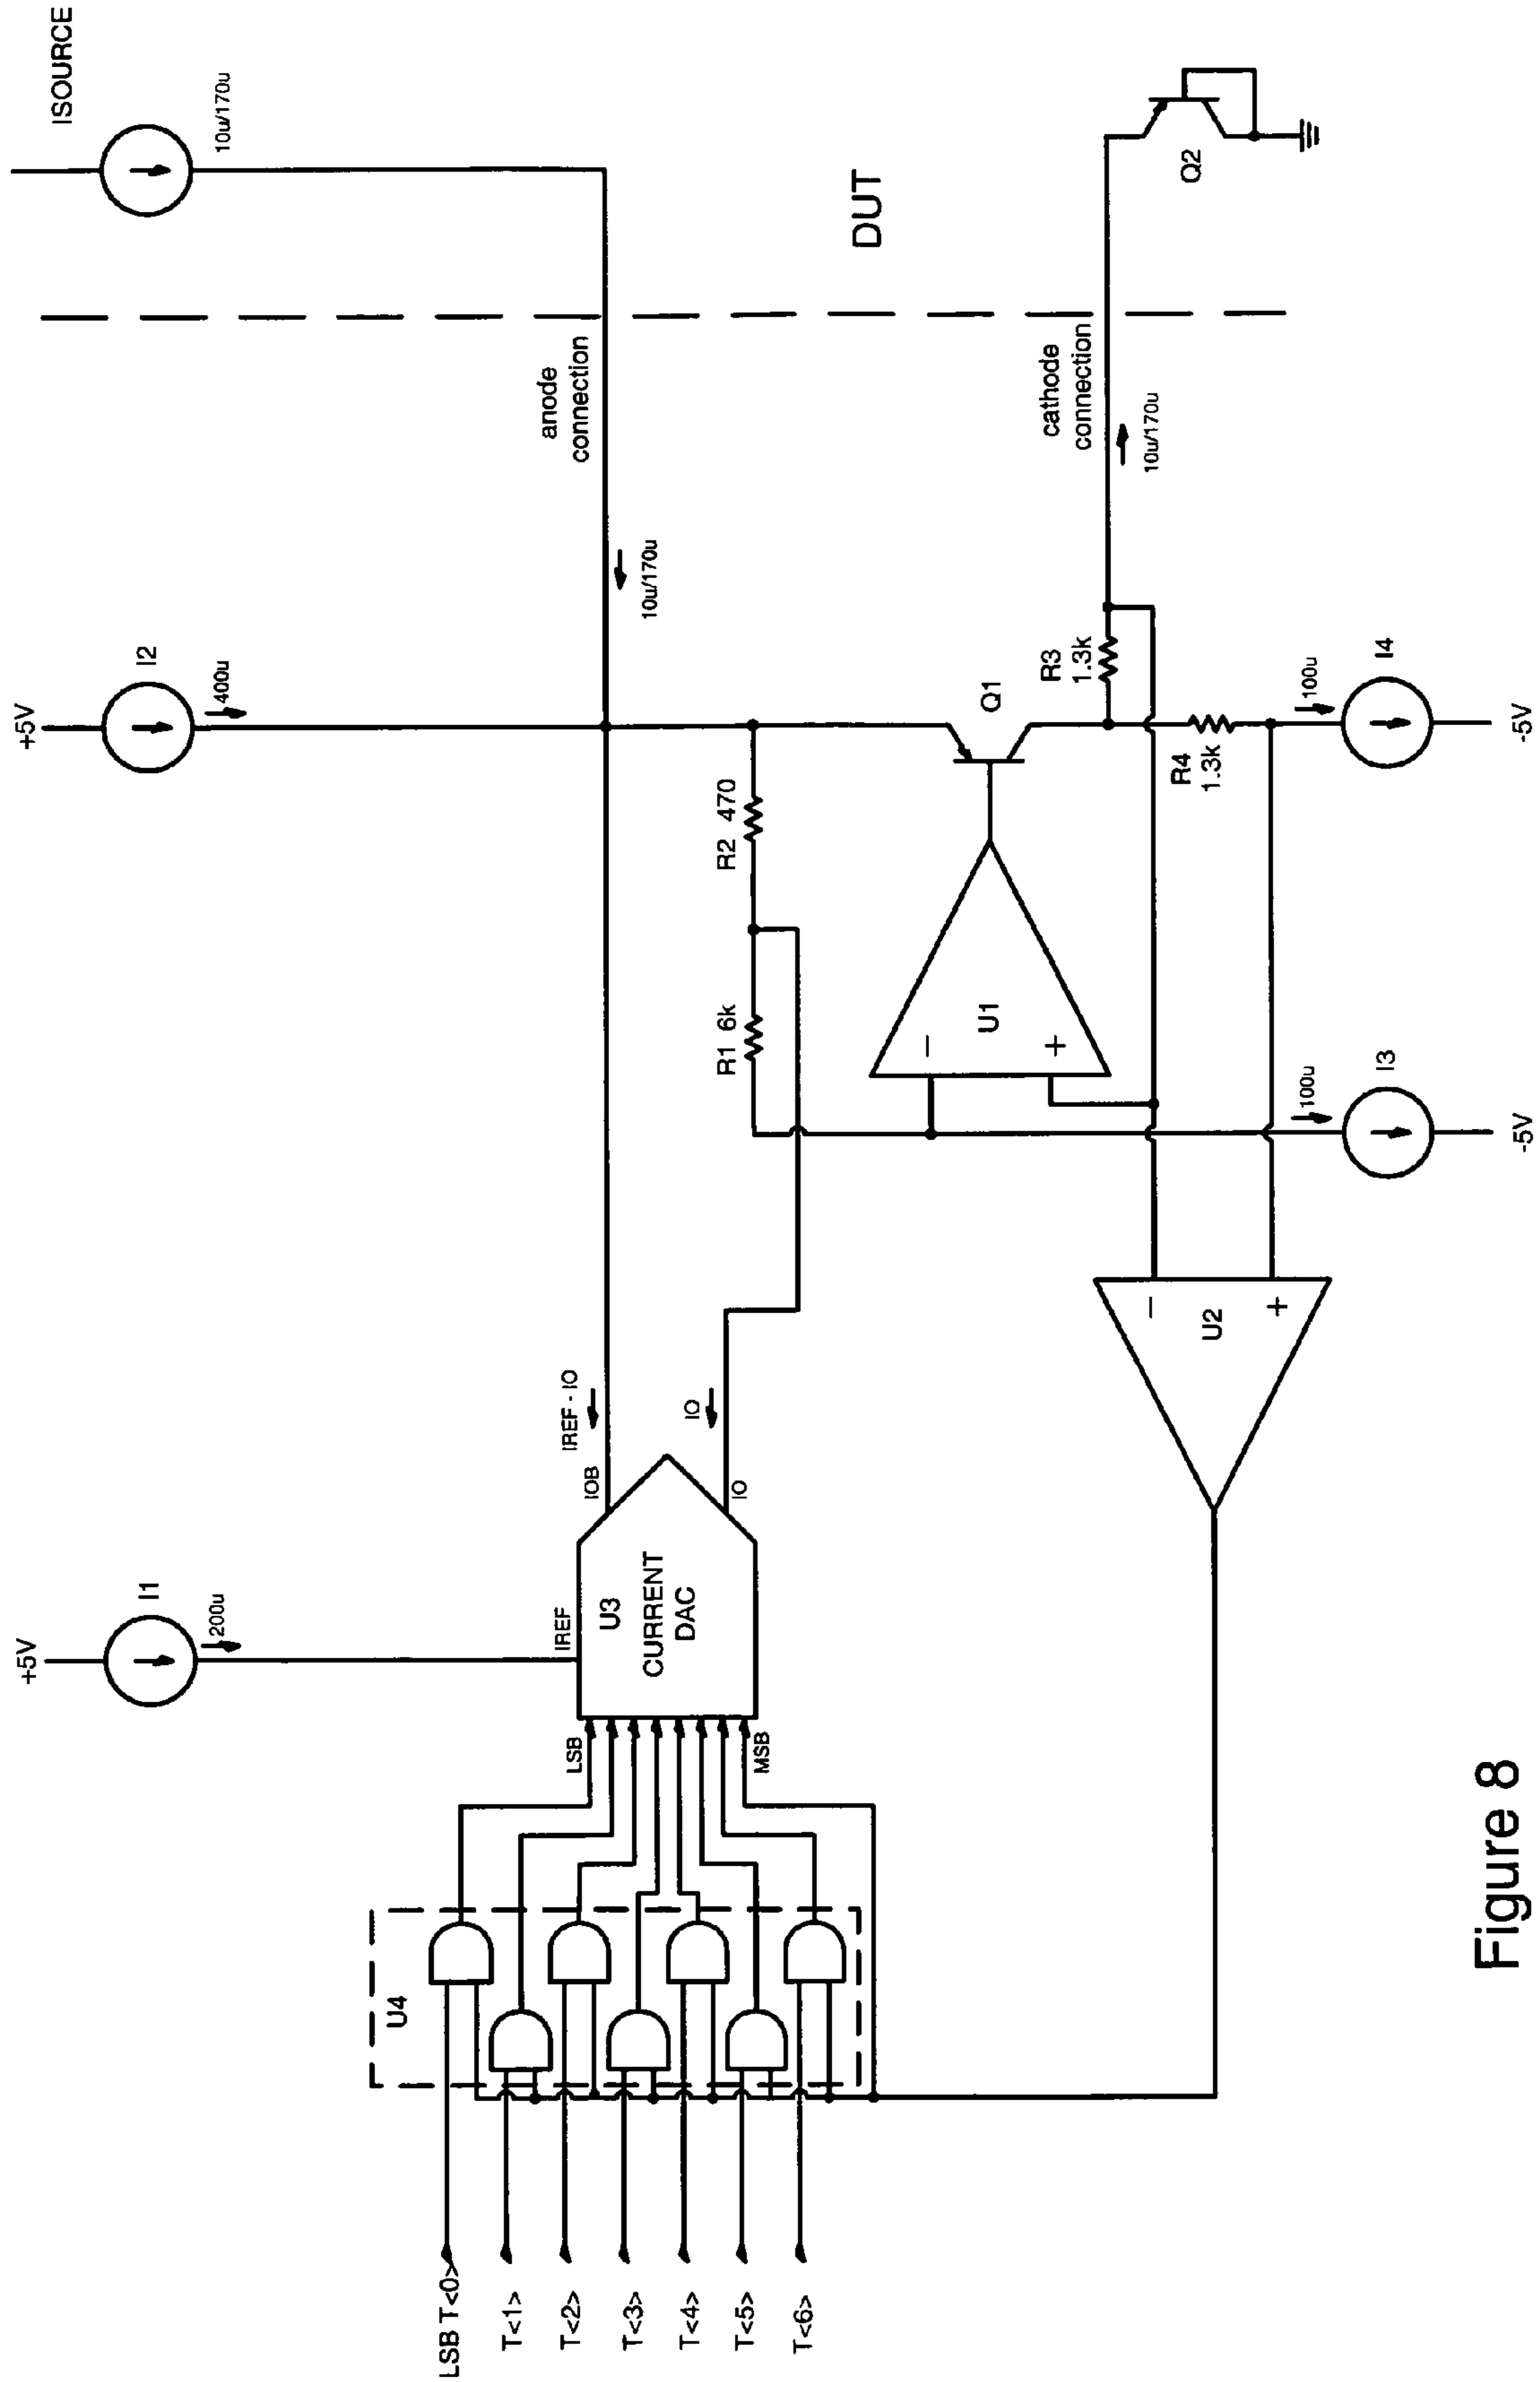 +5V
I1
200u
+5V
I2
400u
ISOURCE
10u/170u
LSB T<0>
T<1>
T<2>
T<3>
T<4>
T<5>
T<6>
U4
LSB
MSB
IREF
U3
CURRENT
DAC
IOB
IREF - IO
IO
IO
anode
connection
10u/170u
R1 6k
R2 470
U1
-
+
Q1
DUT
cathode
connection
10u/170u
R3
1.3k
R4
1.3k
Q2
U2
-
+
100u
I3
-5V
100u
I4
-5V
Figure 8